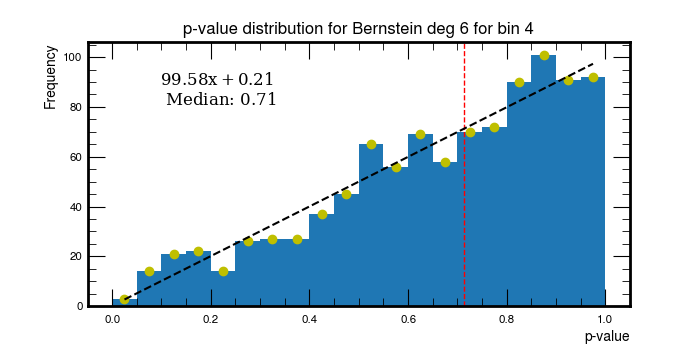 p-value distribution for Bernstein deg 6 for bin 4
Frequency
100
80
60
40
20
0
99.58x + 0.21
Median: 0.71
0.0 0.2 0.4 0.6 0.8 1.0
p-value